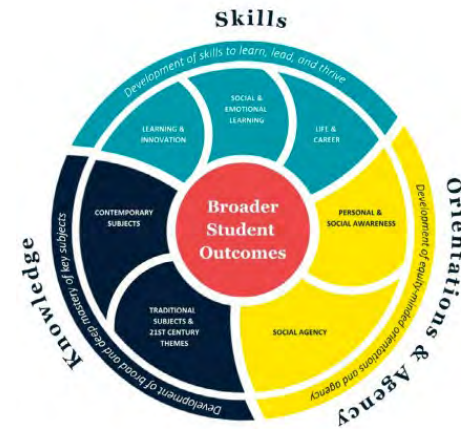 Skills
Development of skills to learn, lead, and thrive
SOCIAL &
EMOTIONAL
LEARNING
LEARNING &
INNOVATION
LIFE &
CAREER
CONTEMPORARY
SUBJECTS
Broader
Student
Outcomes
PERSONAL &
SOCIAL AWARENESS
TRADITIONAL
SUBJECTS &
21ST CENTURY
THEMES
SOCIAL AGENCY
Knowledge
Development of broad and deep mastery of key subjects
Orientations & Agency
Development of equity-minded orientations and agency